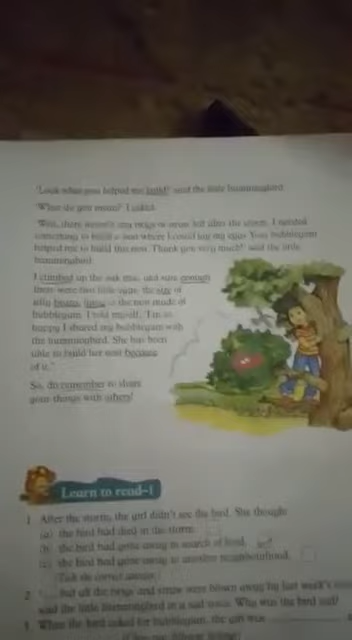 'Look what you helped me build!' said the little hummingbird.
'What do you mean?' I asked.
'Well, there weren't any twigs or straw left after the storm. I needed
something to build a nest where I could lay my eggs. Your bubblegum
helped me to build this nest. Thank you very much!' said the little
hummingbird.
I climbed up the oak tree, and sure enough
there were two little eggs, the size of
jelly beans, lying in the nest made of
bubblegum. I told myself, 'I'm so
happy I shared my bubblegum with
the hummingbird. She has been
able to build her nest because
of it.'
So, do remember to share
your things with others!
Learn to read–1
1 After the storm, the girl didn't see the bird. She thought
(a) the bird had died in the storm.
(b) the bird had gone away in search of food.
(c) the bird had gone away to another neighbourhood.
Tick the correct answer.
2 but all the twigs and straw were blown away by last week's
said the little hummingbird in a sad voice. Why was the bird sad?
3 When the bird asked for bubblegum, the girl was